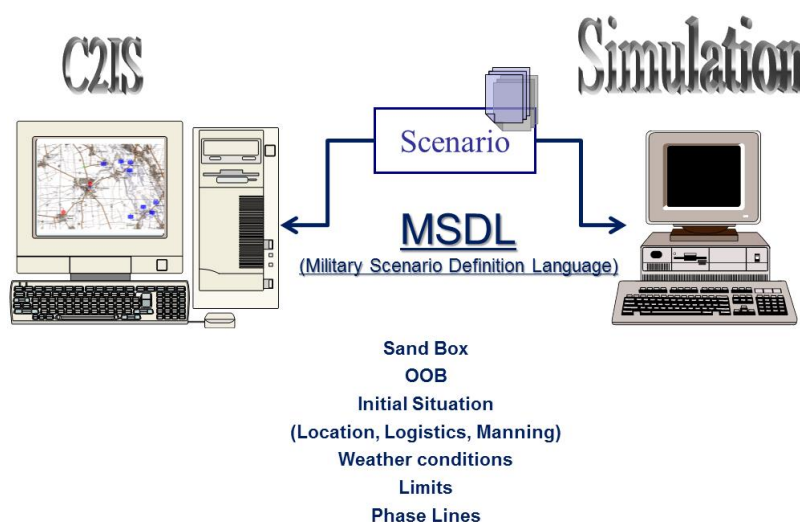 C2IS
Simulation
Scenario
MSDL
(Military Scenario Definition Language)
Sand Box
OOB
Initial Situation
(Location, Logistics, Manning)
Weather conditions
Limits
Phase Lines